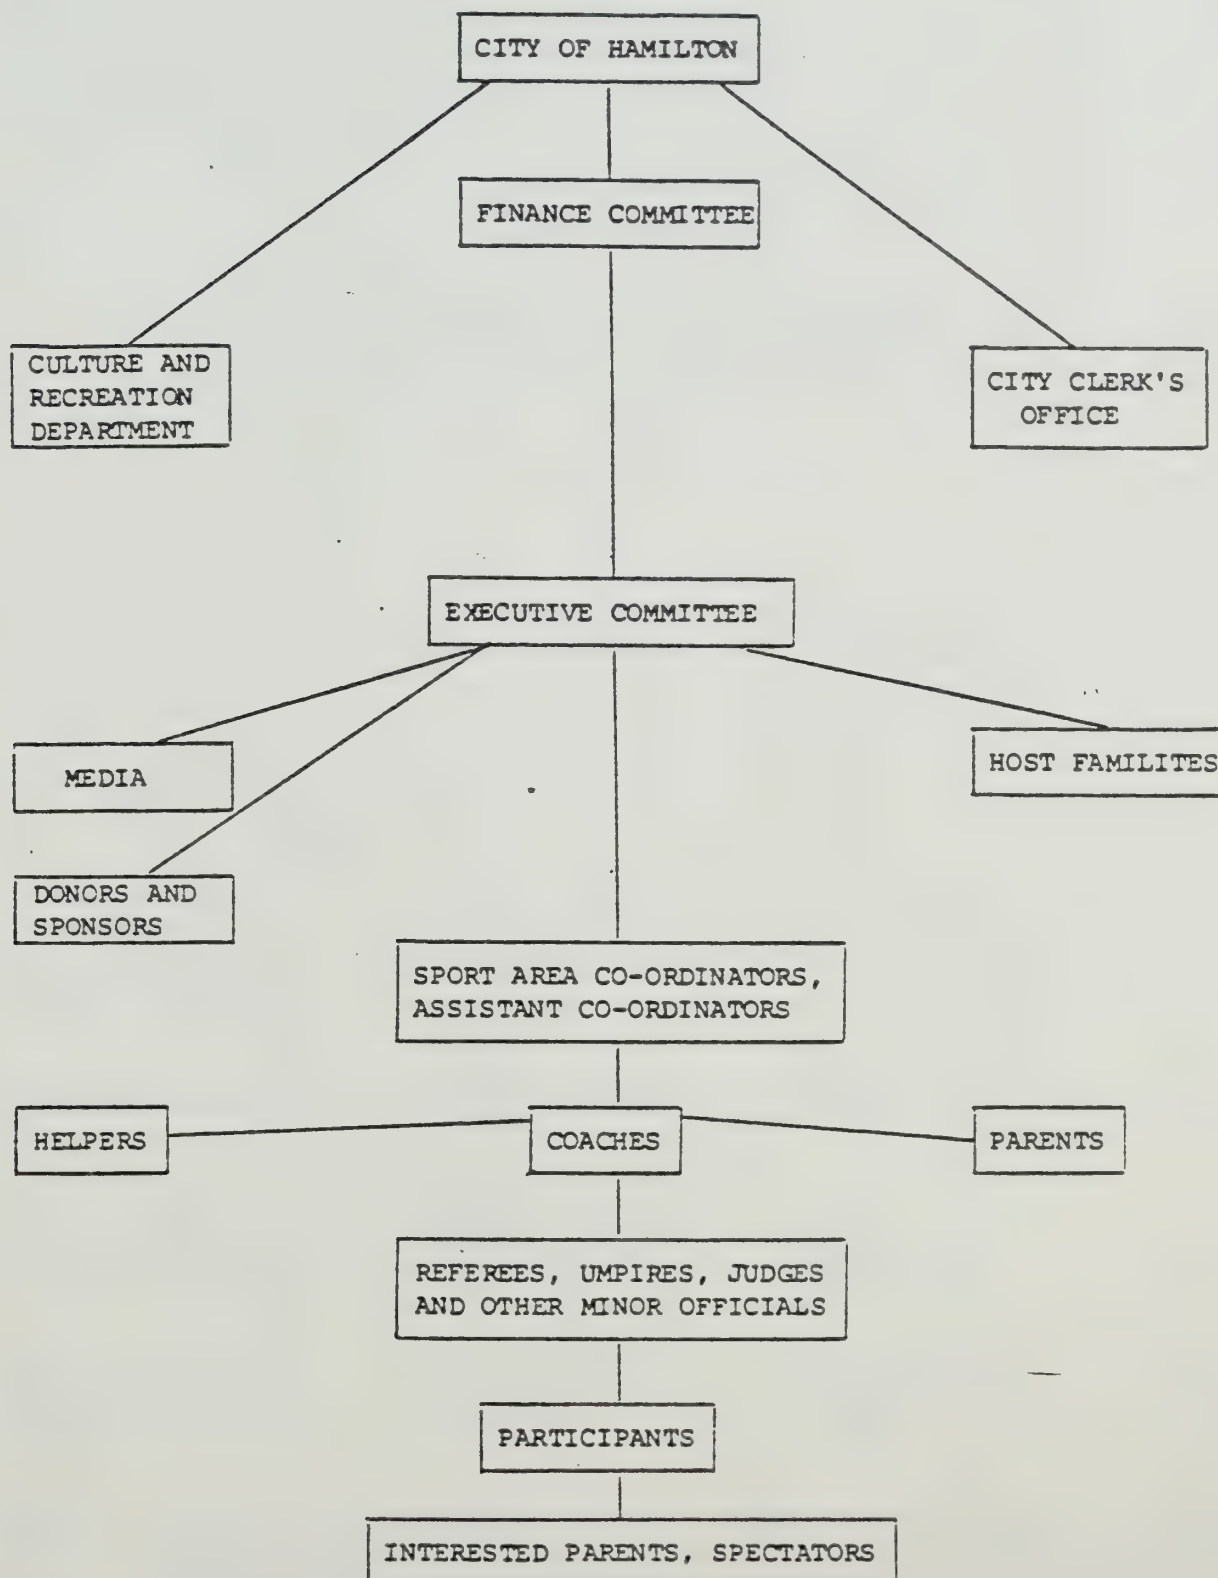 CITY OF HAMILTON
FINANCE COMMITTEE
CULTURE AND
RECREATION
DEPARTMENT
CITY CLERK'S
OFFICE
EXECUTIVE COMMITTEE
MEDIA
HOST FAMILITES
DONORS AND
SPONSORS
SPORT AREA CO-ORDINATORS,
ASSISTANT CO-ORDINATORS
HELPERS
COACHES
PARENTS
REFEREES, UMPIRES, JUDGES
AND OTHER MINOR OFFICIALS
PARTICIPANTS
INTERESTED PARENTS, SPECTATORS